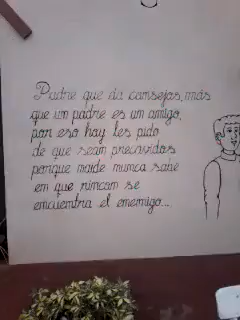 Padre que da consejos, más
que un padre es un amigo,
por eso hoy les pido
de que sean precavidos
porque nadie nunca sabe
en que rincon se
encuentra el enemigo...